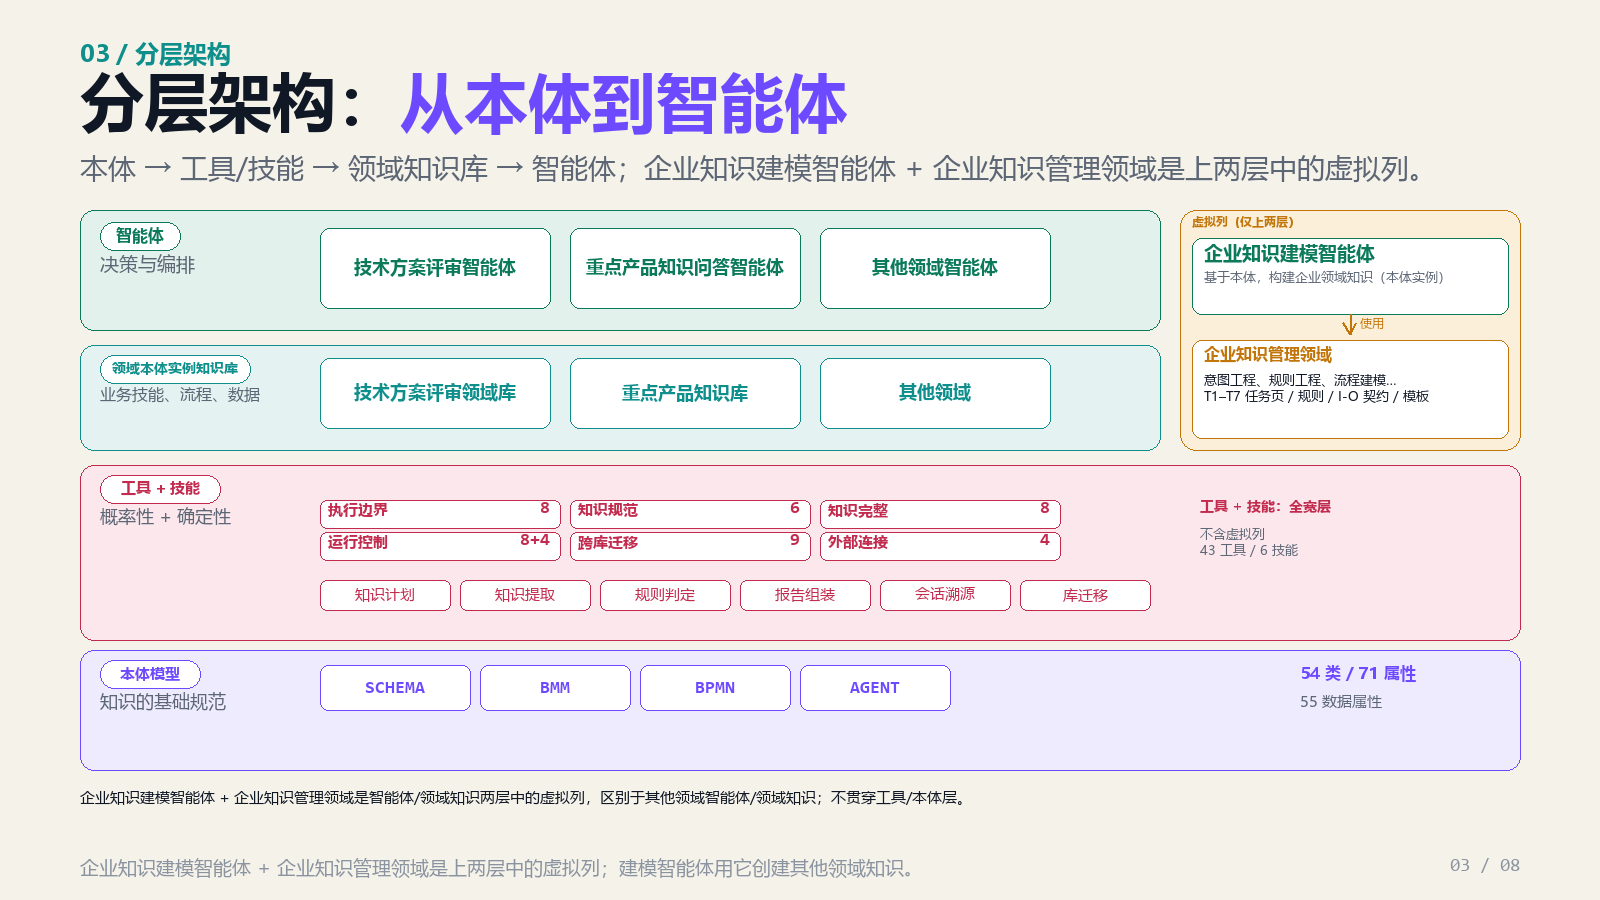 03 / 分层架构
分层架构：从本体到智能体
本体 → 工具/技能 → 领域知识库 → 智能体；企业知识建模智能体 + 企业知识管理领域是上两层中的虚拟列。
智能体
决策与编排
技术方案评审智能体
重点产品知识问答智能体
其他领域智能体
虚拟列（仅上两层）
企业知识建模智能体
基于本体，构建企业领域知识（本体实例）
使用
企业知识管理领域
意图工程、规则工程、流程建模…
T1–T7 任务页 / 规则 / I-O 契约 / 模板
领域本体实例知识库
业务技能、流程、数据
技术方案评审领域库
重点产品知识库
其他领域
工具 + 技能
概率性 + 确定性
执行边界 8
知识规范 6
知识完整 8
运行控制 8+4
跨库迁移 9
外部连接 4
知识计划
知识提取
规则判定
报告组装
会话溯源
库迁移
工具 + 技能：全宽层
不含虚拟列
43 工具 / 6 技能
本体模型
知识的基础规范
SCHEMA
BMM
BPMN
AGENT
54 类 / 71 属性
55 数据属性
企业知识建模智能体 + 企业知识管理领域是智能体/领域知识两层中的虚拟列，区别于其他领域智能体/领域知识；不贯穿工具/本体层。
企业知识建模智能体 + 企业知识管理领域是上两层中的虚拟列；建模智能体用它创建其他领域知识。
03 / 08